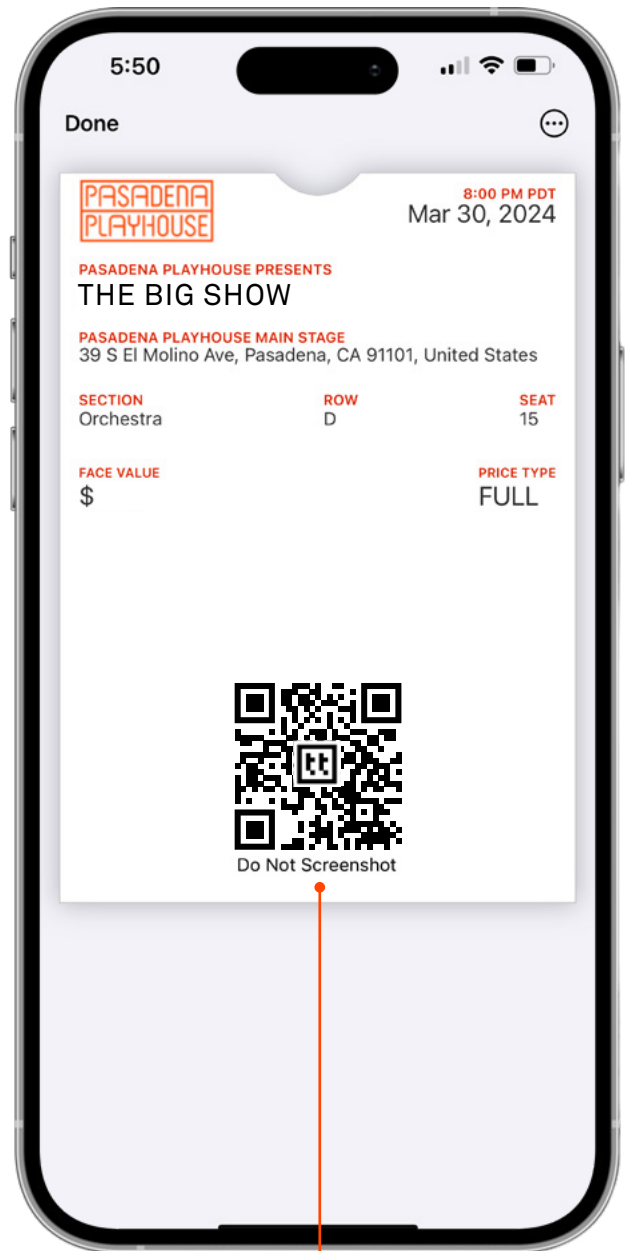 5:50
Done
PASADENA
PLAYHOUSE
8:00 PM PDT
Mar 30, 2024
PASADENA PLAYHOUSE PRESENTS
THE BIG SHOW
PASADENA PLAYHOUSE MAIN STAGE
39 S El Molino Ave, Pasadena, CA 91101, United States
SECTION ROW SEAT
Orchestra D 15
FACE VALUE PRICE TYPE
$ FULL
tt
Do Not Screenshot